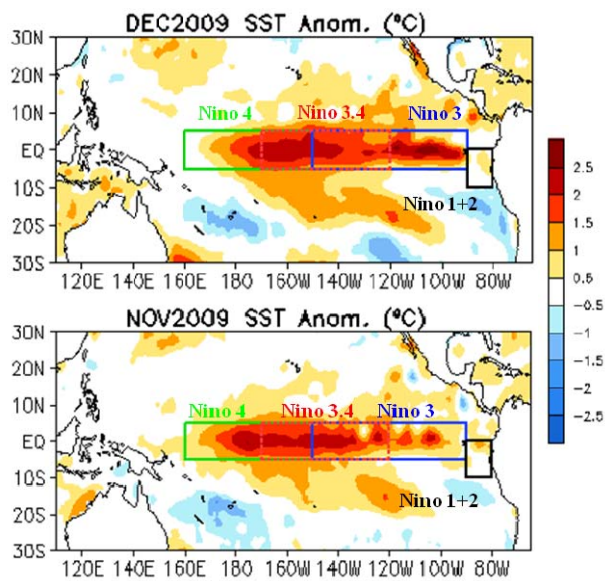 DEC2009 SST Anom. (°C)
30N
20N
10N
EQ
10S
20S
30S
Nino 4
Nino 3.4
Nino 3
Nino 1+2
120E 140E 160E 180 160W 140W 120W 100W 80W
NOV2009 SST Anom. (°C)
30N
20N
10N
EQ
10S
20S
30S
Nino 4
Nino 3.4
Nino 3
Nino 1+2
120E 140E 160E 180 160W 140W 120W 100W 80W
2.5
2
1.5
1
0.5
-0.5
-1
-1.5
-2
-2.5